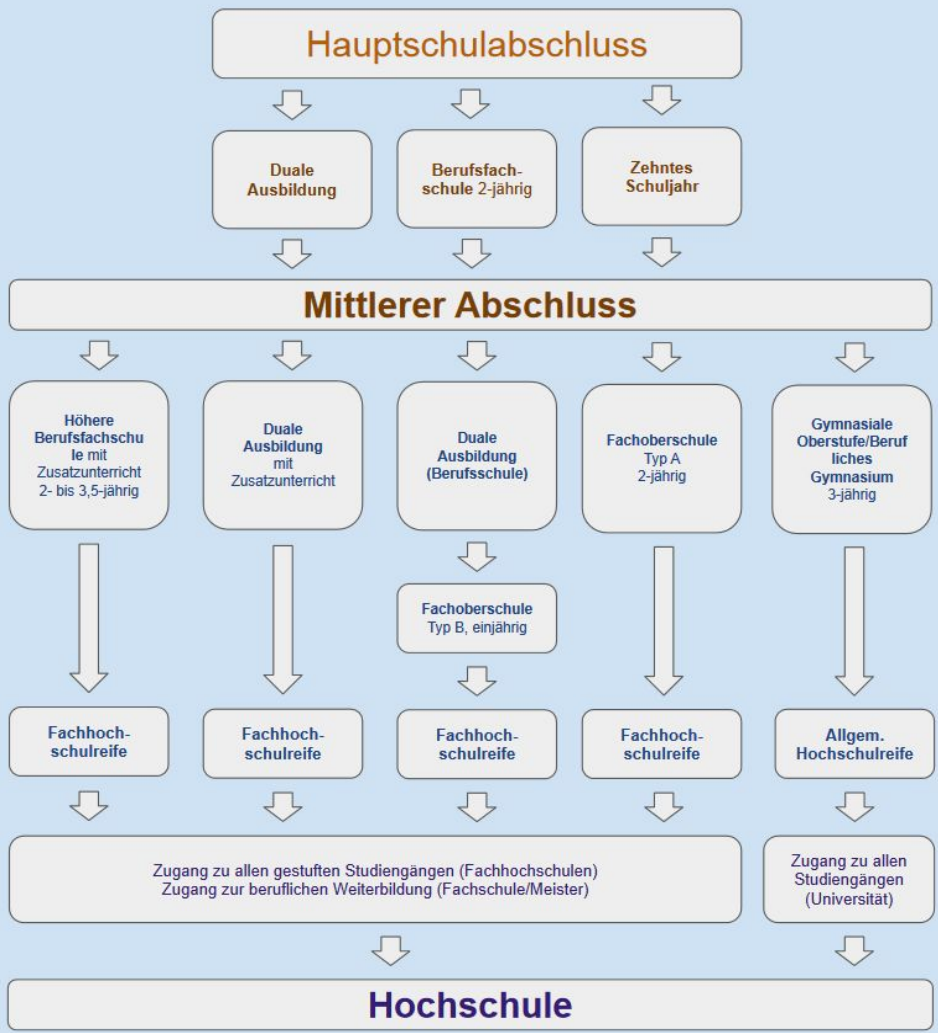 Hauptschulabschluss
Duale
Ausbildung
Berufsfach-
schule 2-jährig
Zehntes
Schuljahr
Mittlerer Abschluss
Höhere
Berufsfachschu
le mit
Zusatzunterricht
2- bis 3,5-jährig
Duale
Ausbildung
mit
Zusatzunterricht
Duale
Ausbildung
(Berufsschule)
Fachoberschule
Typ A
2-jährig
Gymnasiale
Oberstufe/Beruf
liches
Gymnasium
3-jährig
Fachoberschule
Typ B, einjährig
Fachhoch-
schulreife
Fachhoch-
schulreife
Fachhoch-
schulreife
Fachhoch-
schulreife
Allgem.
Hochschulreife
Zugang zu allen gestuften Studiengängen (Fachhochschulen)
Zugang zur beruflichen Weiterbildung (Fachschule/Meister)
Zugang zu allen
Studiengängen
(Universität)
Hochschule